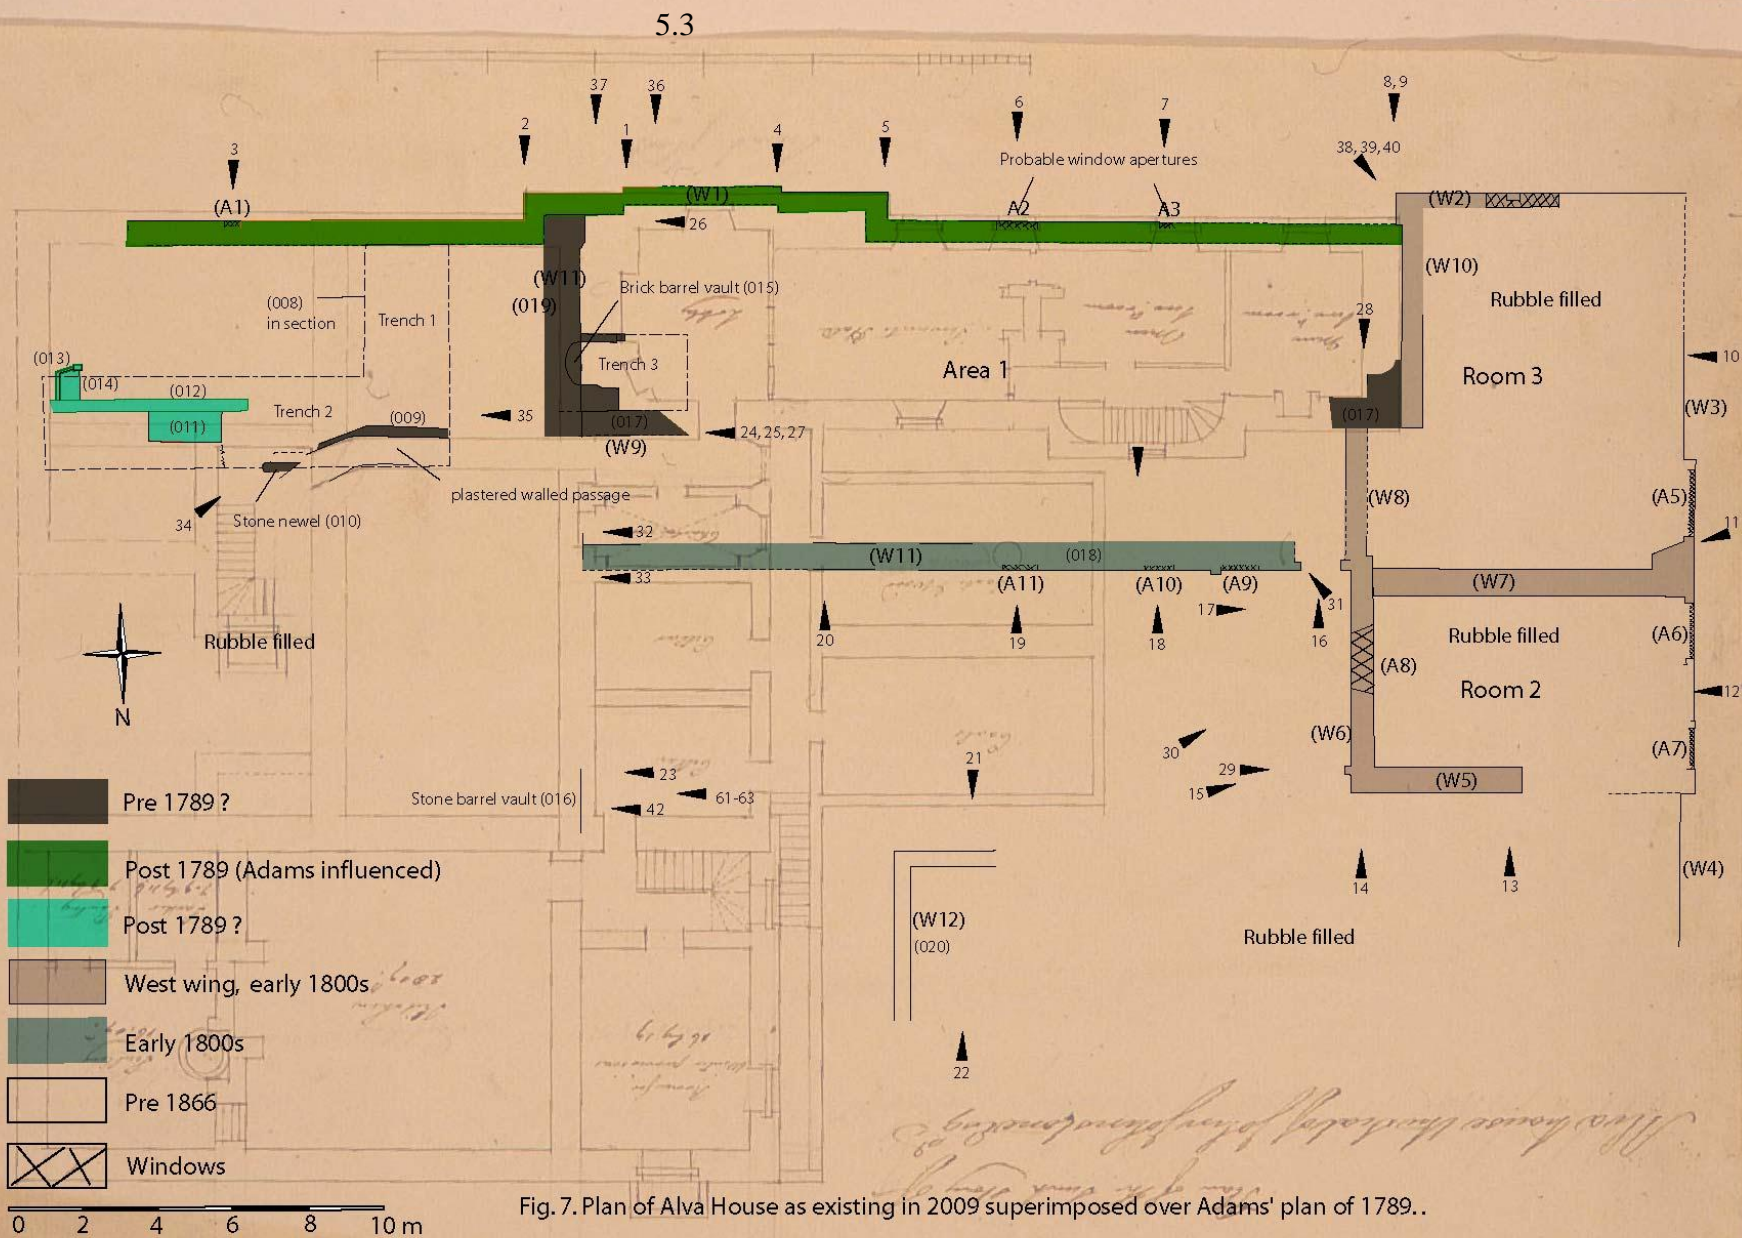 5.3
37
36
8,9
6
7
2
1
4
5
3
38,39,40
Probable window apertures
(A1)
(W1)
A2
A3
(W2)
26
(W11)
(019)
(W10)
Brick barrel vault (015)
(008)
in section
Trench 1
Lobby
28
Rubble filled
(013)
(014)
(012)
Trench 3
Area 1
Room 3
10
Trench 2
(009)
35
(017)
(017)
(W3)
(011)
24,25,27
(W9)
plastered walled passage
(W8)
(A5)
34
Stone newel (010)
32
11
(W11)
(018)
33
(A11)
(A10)
(A9)
(W7)
17
31
20
19
18
16
Rubble filled
Cellar
Rubble filled
(A6)
(A8)
Room 2
12
N
(W6)
30
(A7)
23
21
29
(W5)
Pre 1789 ?
Stone barrel vault (016)
61-63
42
15
Post 1789 (Adams influenced)
14
13
(W4)
Post 1789 ?
(W12)
(020)
Rubble filled
West wing, early 1800s
Kitchen
Early 1800s
22
Pre 1866
Windows
Fig. 7. Plan of Alva House as existing in 2009 superimposed over Adams' plan of 1789..
0 2 4 6 8 10 m